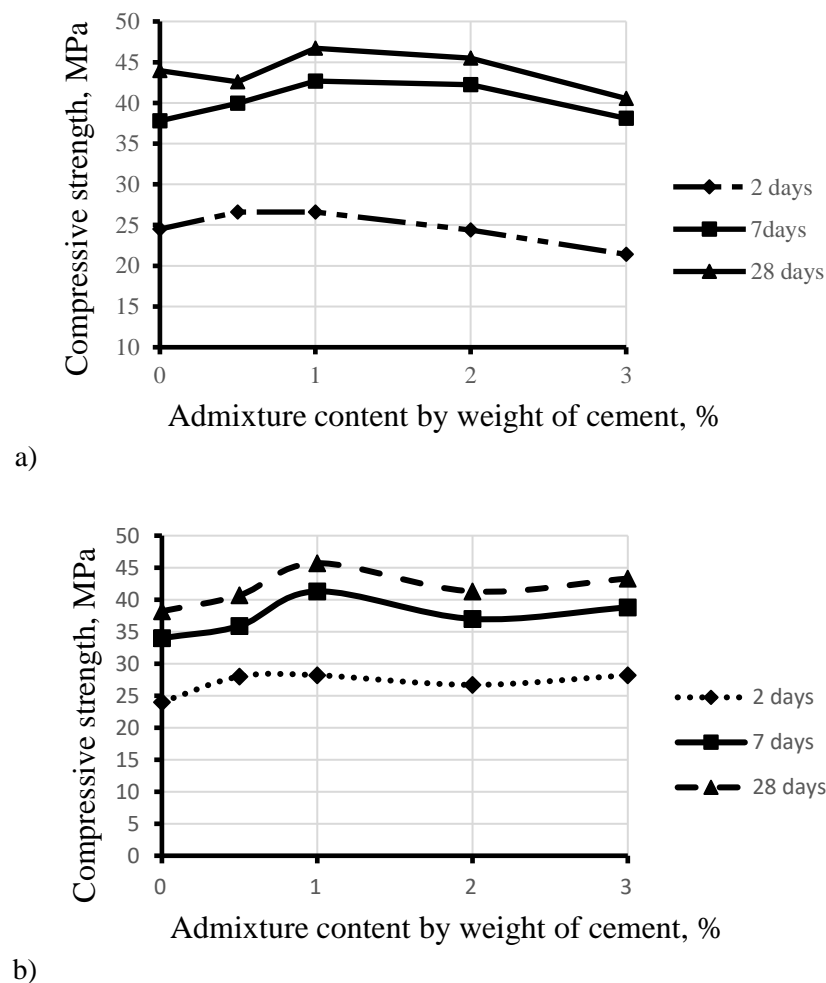 50
45
40
35
30
25
20
15
10
0 1 2 3
Compressive strength, MPa
Admixture content by weight of cement, %
2 days
7days
28 days
a)
50
45
40
35
30
25
20
15
10
5
0
0 1 2 3
Compressive strength, MPa
Admixture content by weight of cement, %
2 days
7 days
28 days
b)